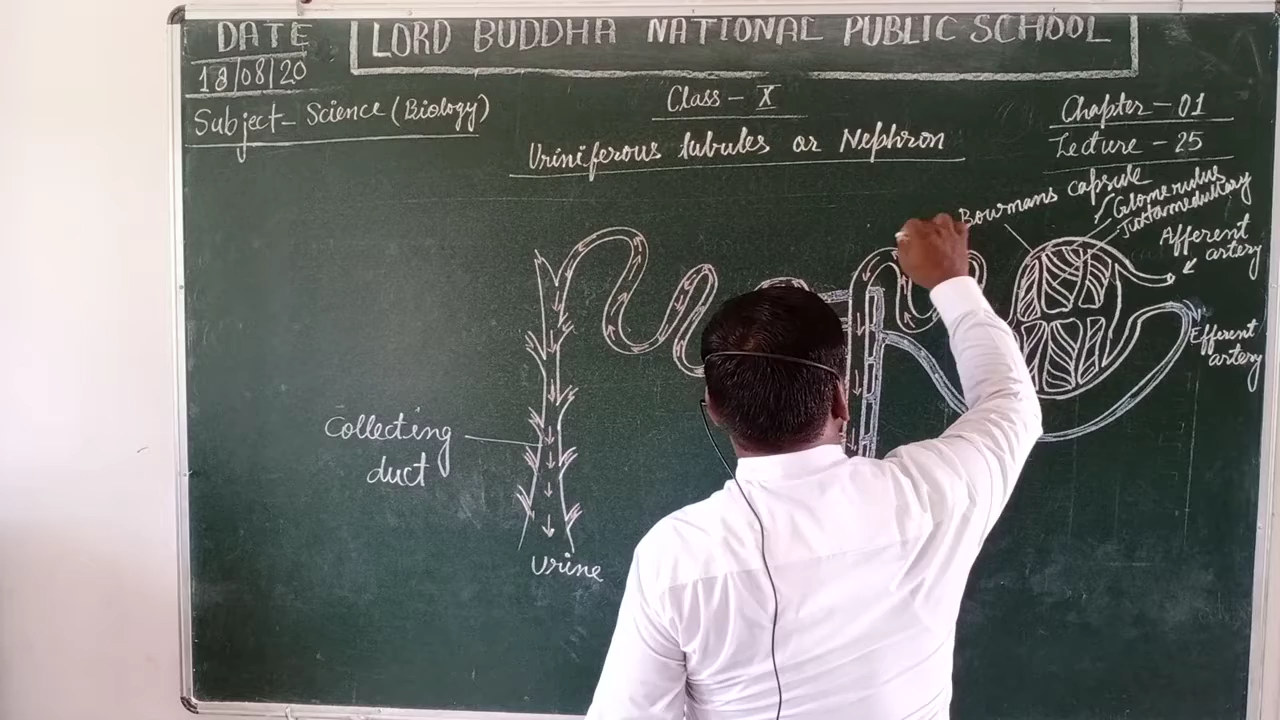 DATE
18/08/20
LORD BUDDHA NATIONAL PUBLIC SCHOOL
Subject - Science (Biology)
Class - X
Chapter - 01
Lecture - 25
Uriniferous tubules or Nephron
Bowmans capsule
Glomerulus
Juxtamedullary
Afferent
artery
Efferent
artery
Collecting
duct
Urine